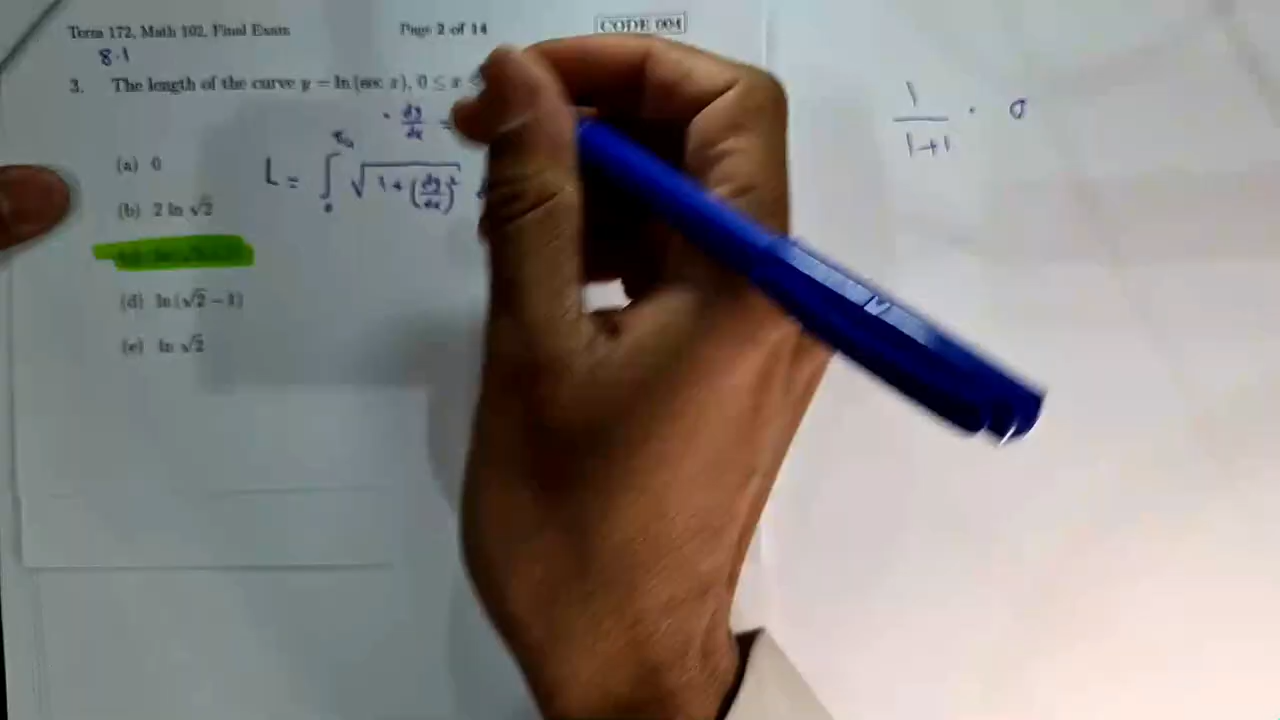 Term 172, Math 102, Final Exam Page 2 of 14 CODE 004
8.1
3. The length of the curve y = ln (sec x), 0 ≤ x
dy/dx =
(a) 0
L = ∫ √(1 + (dy/dx)²
(b) 2 ln √2
(d) ln (√2 − 1)
(e) ln √2
1/(1+1) · 0